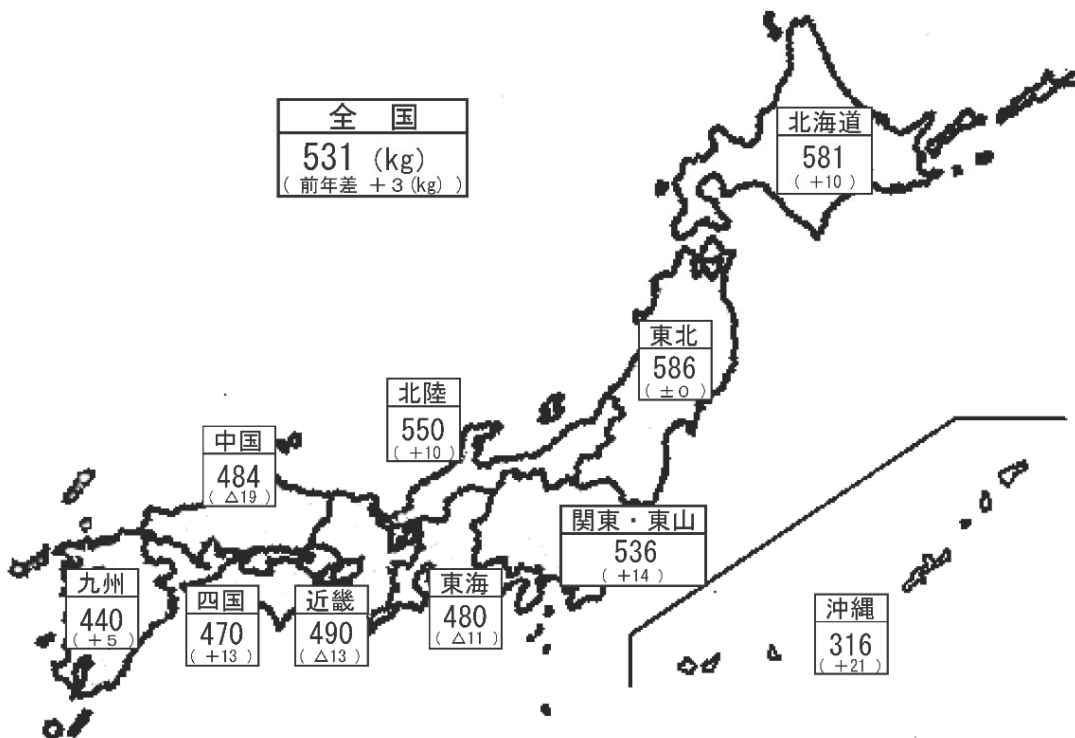 全 国
531 (kg)
( 前年差 +3(kg) )
北海道
581
( +10 )
東北
586
( ±0 )
北陸
550
( +10 )
中国
484
( △19 )
関東・東山
536
( +14 )
九州
440
( +5 )
四国
470
( +13 )
近畿
490
( △13 )
東海
480
( △11 )
沖縄
316
( +21 )